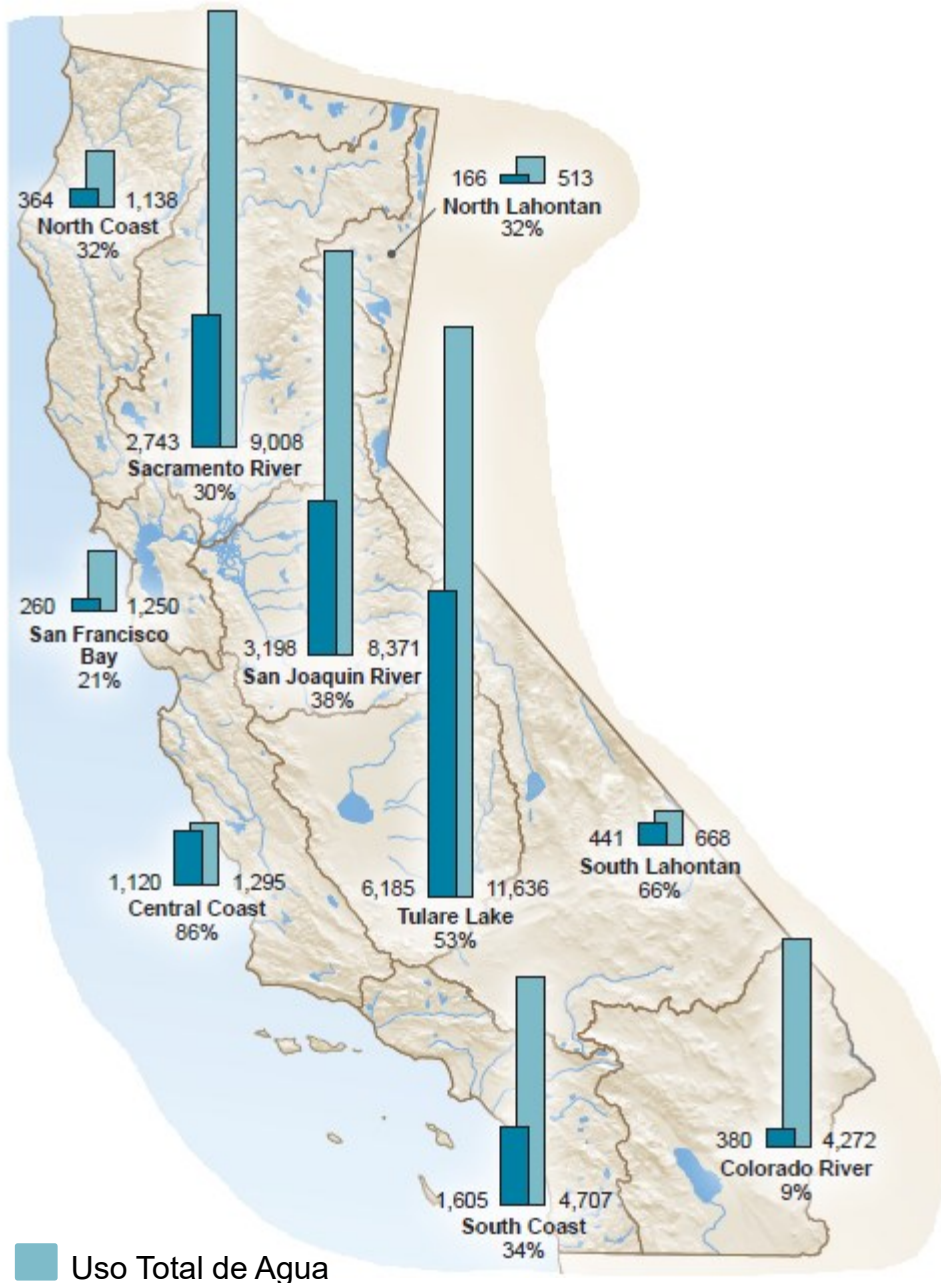 166 513
North Lahontan
32%
364 1,138
North Coast
32%
2,743 9,008
Sacramento River
30%
260 1,250
San Francisco
Bay
21%
3,198 8,371
San Joaquin River
38%
1,120 1,295
Central Coast
86%
6,185 11,636
Tulare Lake
53%
441 668
South Lahontan
66%
380 4,272
Colorado River
9%
1,605 4,707
South Coast
34%
Uso Total de Agua